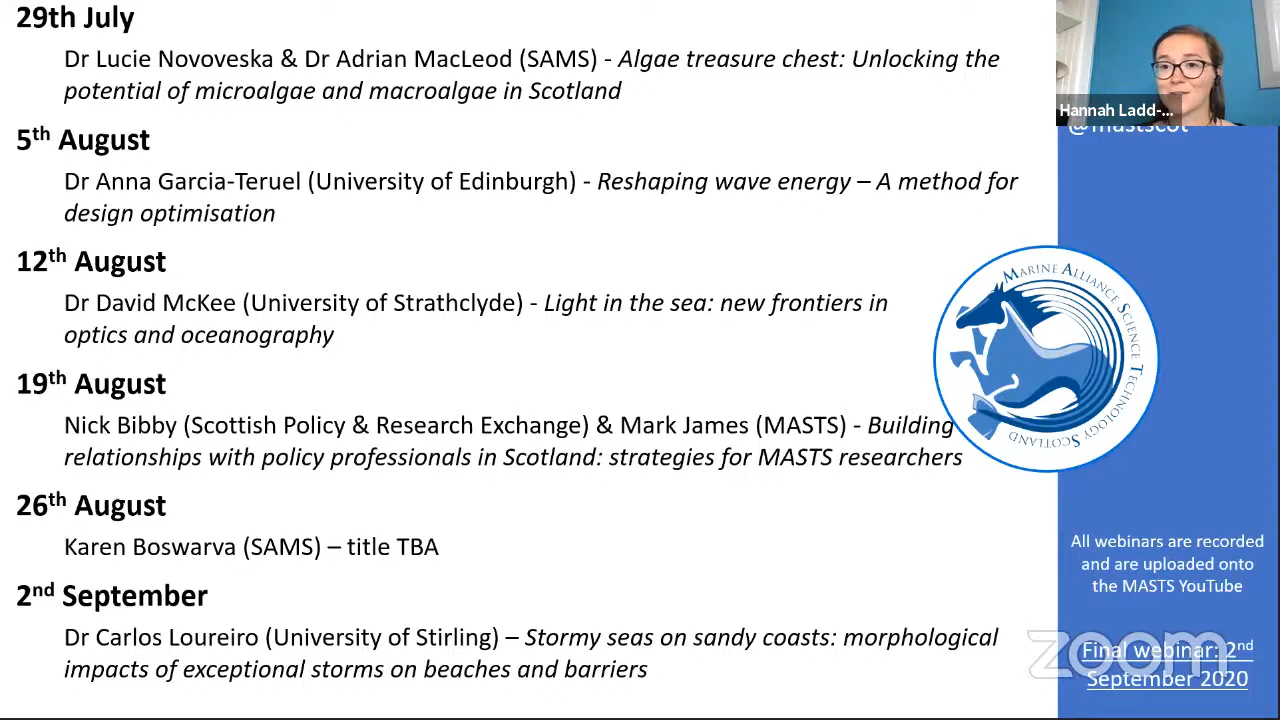 29th July
Dr Lucie Novoveska & Dr Adrian MacLeod (SAMS) - Algae treasure chest: Unlocking the
potential of microalgae and macroalgae in Scotland
5th August
Dr Anna Garcia-Teruel (University of Edinburgh) - Reshaping wave energy – A method for
design optimisation
12th August
Dr David McKee (University of Strathclyde) - Light in the sea: new frontiers in
optics and oceanography
19th August
Nick Bibby (Scottish Policy & Research Exchange) & Mark James (MASTS) - Building
relationships with policy professionals in Scotland: strategies for MASTS researchers
26th August
Karen Boswarva (SAMS) – title TBA
2nd September
Dr Carlos Loureiro (University of Stirling) – Stormy seas on sandy coasts: morphological
impacts of exceptional storms on beaches and barriers
Hannah Ladd-...
@mastscot
MARINE ALLIANCE SCIENCE TECHNOLOGY SCOTLAND
All webinars are recorded
and are uploaded onto
the MASTS YouTube
Final webinar: 2nd
September 2020
zoom